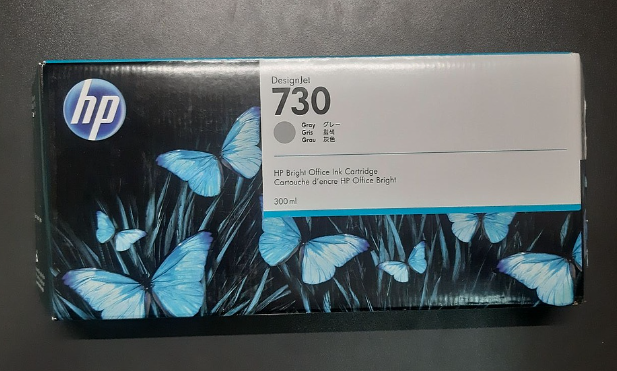 hp
DesignJet
730
Gray グレー
Gris 회색
Grau 灰色
HP Bright Office Ink Cartridge
Cartouche d'encre HP Office Bright
300 ml